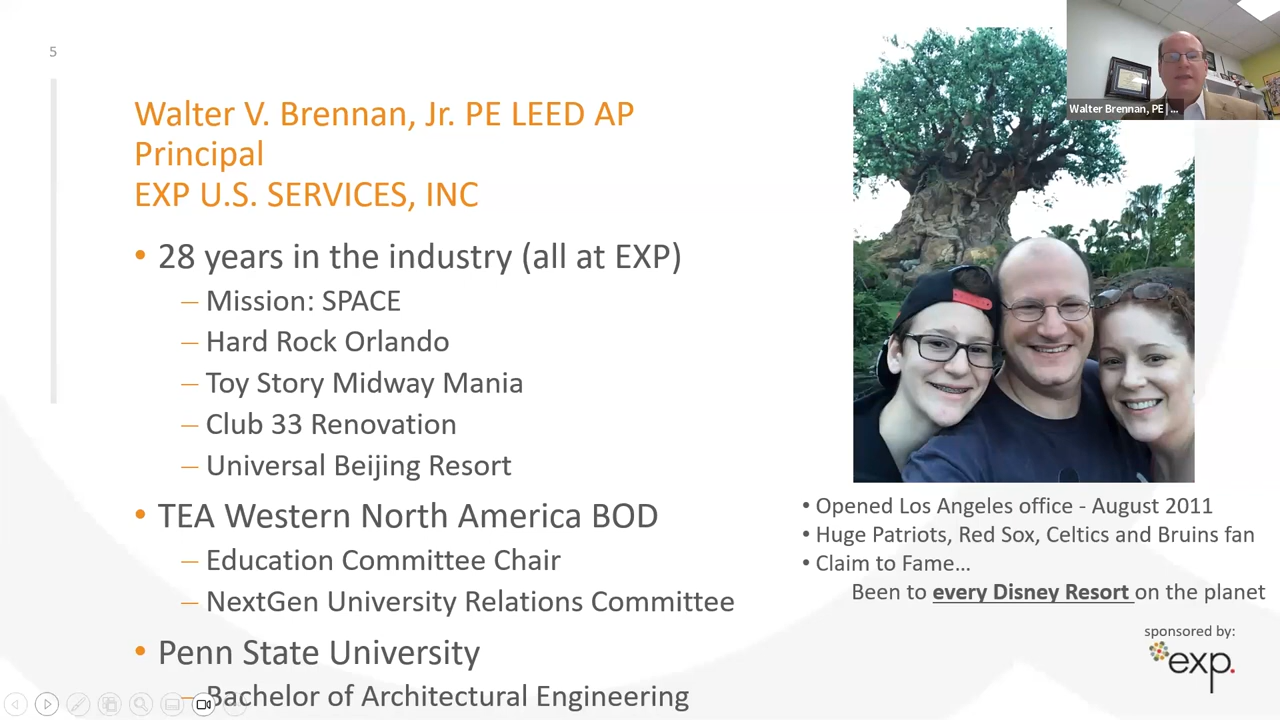 5
Walter V. Brennan, Jr. PE LEED AP
Principal
EXP U.S. SERVICES, INC
• 28 years in the industry (all at EXP)
– Mission: SPACE
– Hard Rock Orlando
– Toy Story Midway Mania
– Club 33 Renovation
– Universal Beijing Resort
• TEA Western North America BOD
– Education Committee Chair
– NextGen University Relations Committee
• Penn State University
– Bachelor of Architectural Engineering
Walter Brennan, PE | ...
• Opened Los Angeles office - August 2011
• Huge Patriots, Red Sox, Celtics and Bruins fan
• Claim to Fame...
Been to every Disney Resort on the planet
sponsored by:
exp.